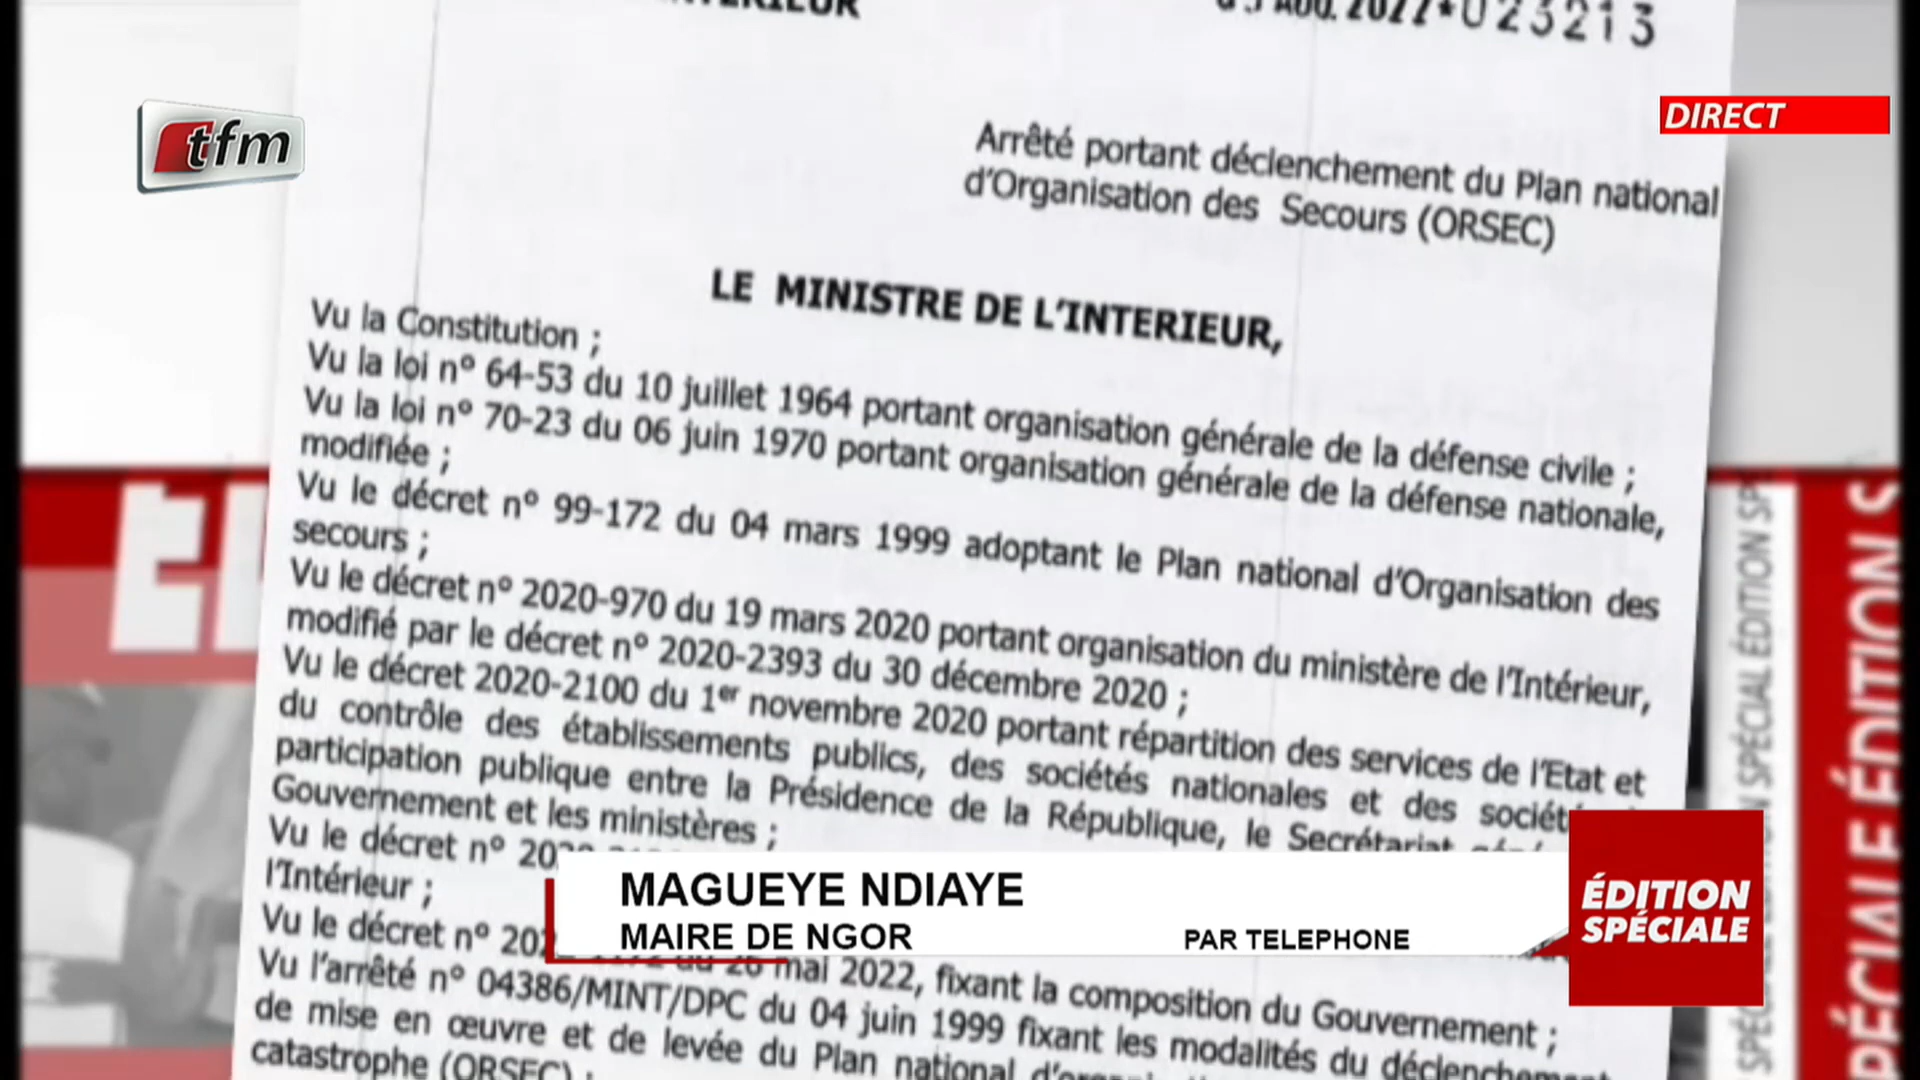 AOU. 2022*023213
tfm
DIRECT
Arrêté portant déclenchement du Plan national
d'Organisation des Secours (ORSEC)
LE MINISTRE DE L'INTERIEUR,
Vu la Constitution ;
Vu la loi n° 64-53 du 10 juillet 1964 portant organisation générale de la défense civile ;
Vu la loi n° 70-23 du 06 juin 1970 portant organisation générale de la défense nationale,
modifiée ;
Vu le décret n° 99-172 du 04 mars 1999 adoptant le Plan national d'Organisation des
secours ;
Vu le décret n° 2020-970 du 19 mars 2020 portant organisation du ministère de l'Intérieur,
modifié par le décret n° 2020-2393 du 30 décembre 2020 ;
Vu le décret 2020-2100 du 1er novembre 2020 portant répartition des services de l'Etat et
du contrôle des établissements publics, des sociétés nationales et des
participation publique entre la Présidence de la République, le Secrétariat
Gouvernement et les ministères ;
Vu le décret n°
l'Intérieur ;
Vu le décret n° du 26 mai 2022, fixant la composition du Gouvernement ;
Vu l'arrêté n° 04386/MINT/DPC du 04 juin 1999 fixant les modalités du déclenchement
de mise en œuvre et de levée du Plan national
catastrophe (ORSEC) ;
MAGUEYE NDIAYE
MAIRE DE NGOR PAR TELEPHONE
ÉDITION
SPÉCIALE
SPÉCIAL ÉDITION